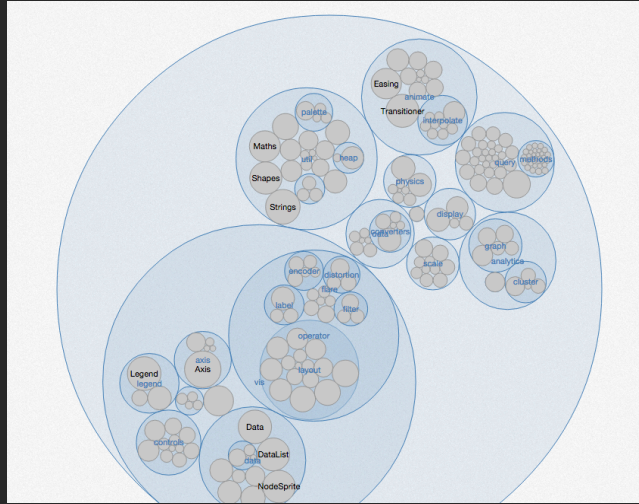 Easing
animate
Transitioner
interpolate
palette
Maths
util
heap
Shapes
Strings
query
methods
physics
display
converters
data
graph
analytics
scale
cluster
encoder
distortion
flare
label
filter
operator
layout
vis
axis
Axis
Legend
legend
controls
Data
DataList
data
NodeSprite